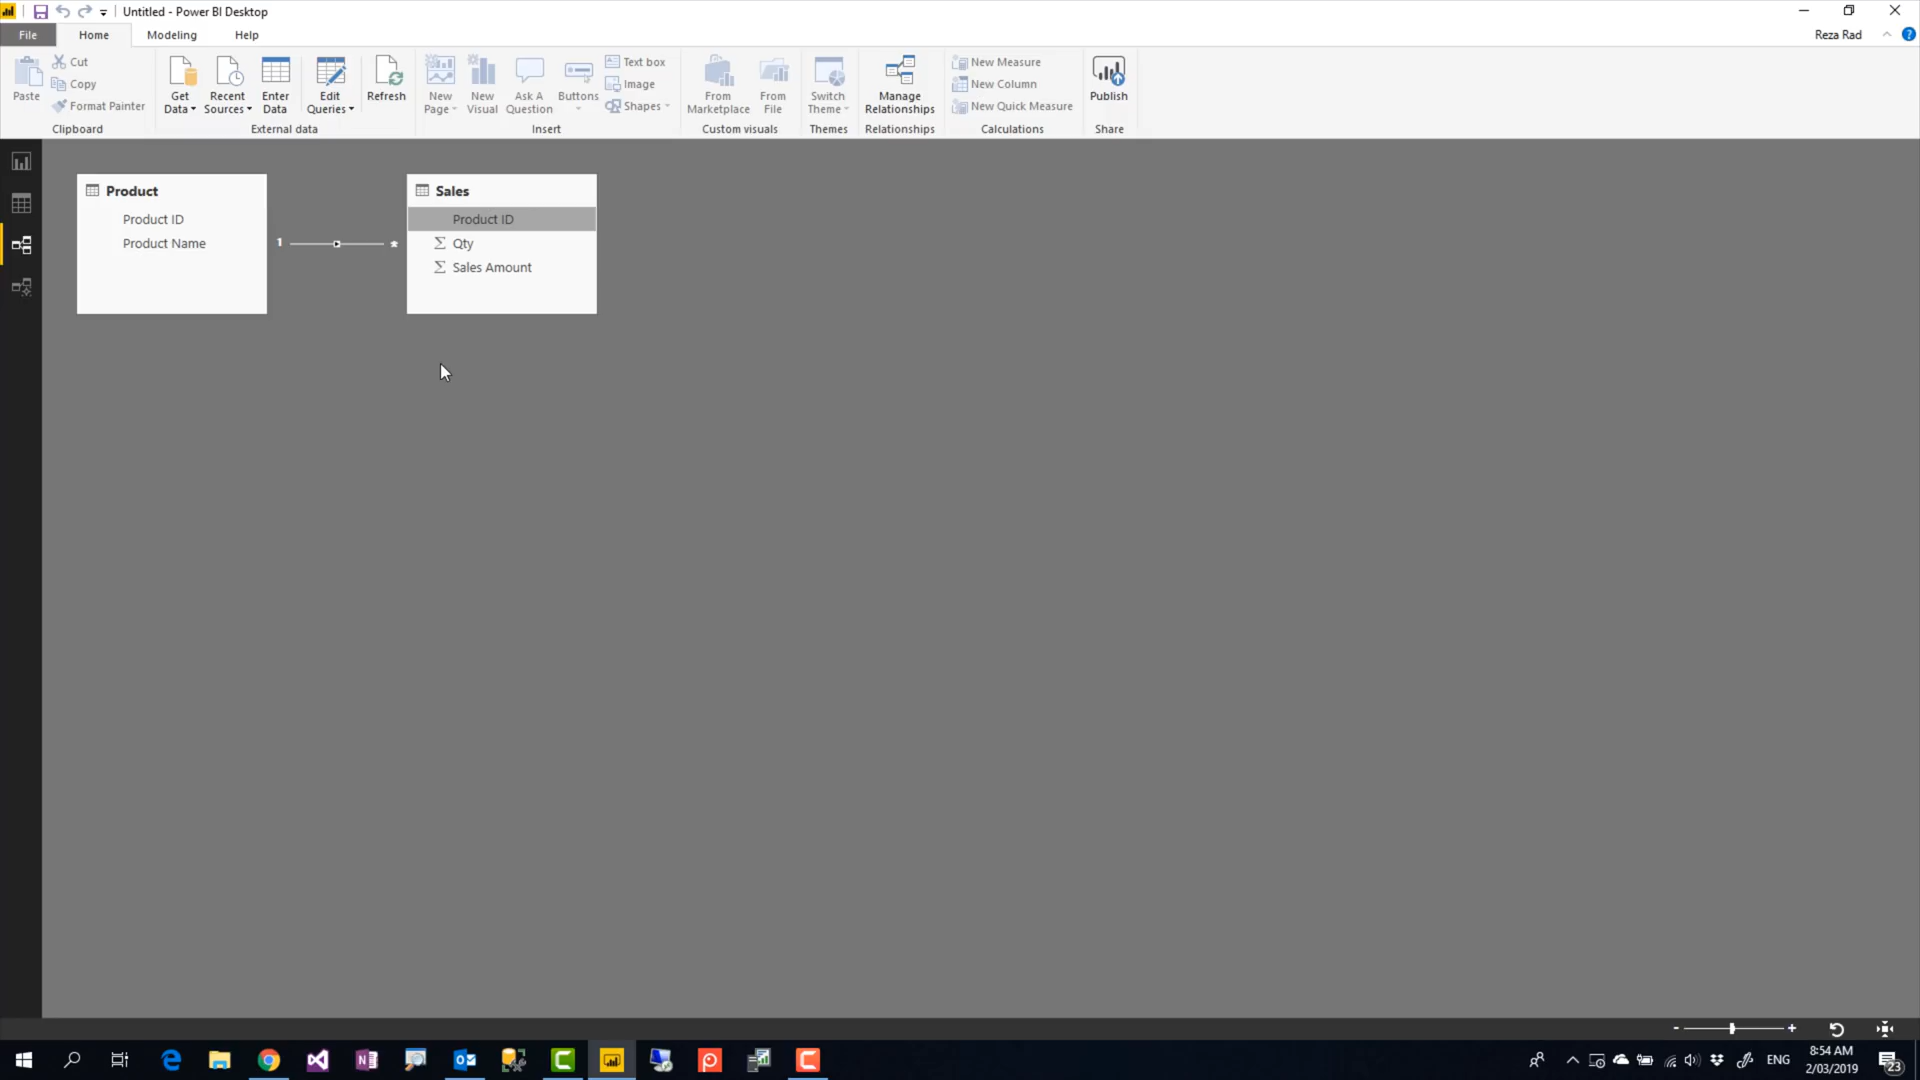 Untitled - Power BI Desktop
File Home Modeling Help Reza Rad ?
Paste
Cut
Copy
Format Painter
Clipboard
Get Data
Recent Sources
Enter Data
Edit Queries
Refresh
External data
New Page
New Visual
Ask A Question
Buttons
Text box
Image
Shapes
Insert
From Marketplace
From File
Custom visuals
Switch Theme
Themes
Manage Relationships
Relationships
New Measure
New Column
New Quick Measure
Calculations
Publish
Share
Product
Product ID
Product Name
1 *
Sales
Product ID
Σ Qty
Σ Sales Amount
- +
ENG
8:54 AM
2/03/2019
23